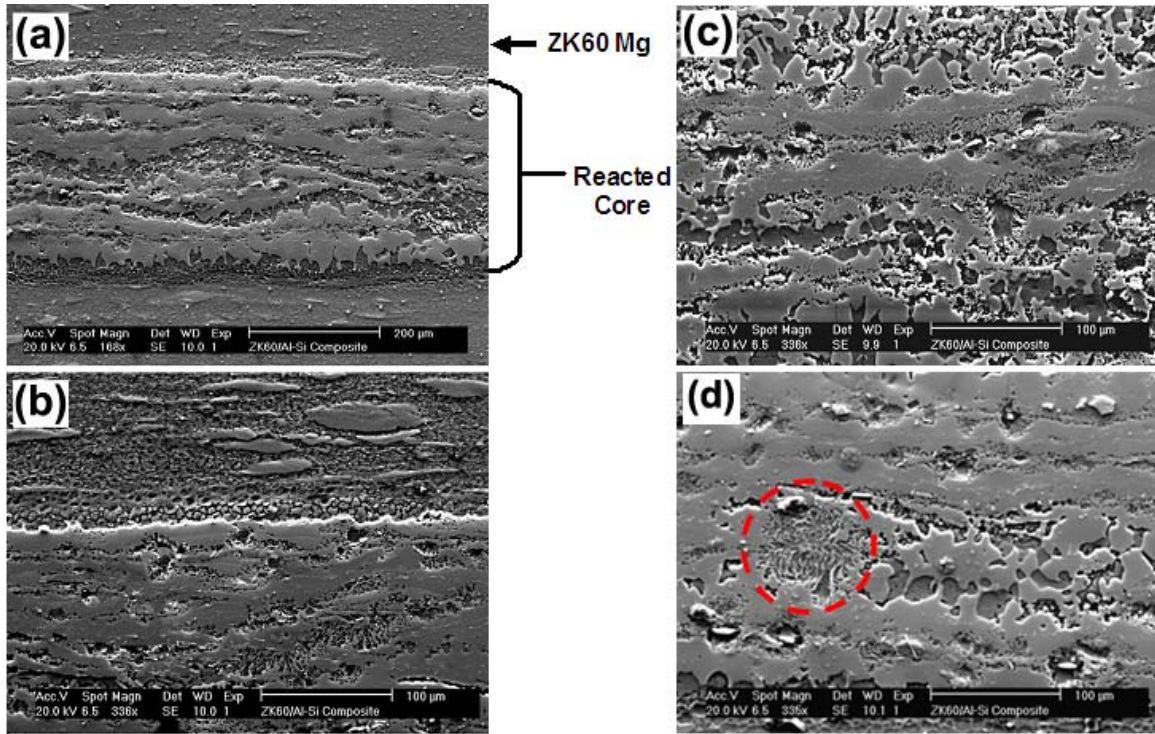 (a)
ZK60 Mg
Reacted
Core
Acc.V Spot Magn Det WD Exp 200 µm
20.0 kV 6.5 168x SE 10.0 1 ZK60/Al-Si Composite
(b)
Acc.V Spot Magn Det WD Exp 100 µm
20.0 kV 6.5 336x SE 10.0 1 ZK60/Al-Si Composite
(c)
Acc.V Spot Magn Det WD Exp 100 µm
20.0 kV 6.5 336x SE 9.9 1 ZK60/Al-Si Composite
(d)
Acc.V Spot Magn Det WD Exp 100 µm
20.0 kV 6.5 335x SE 10.1 1 ZK60/Al-Si Composite